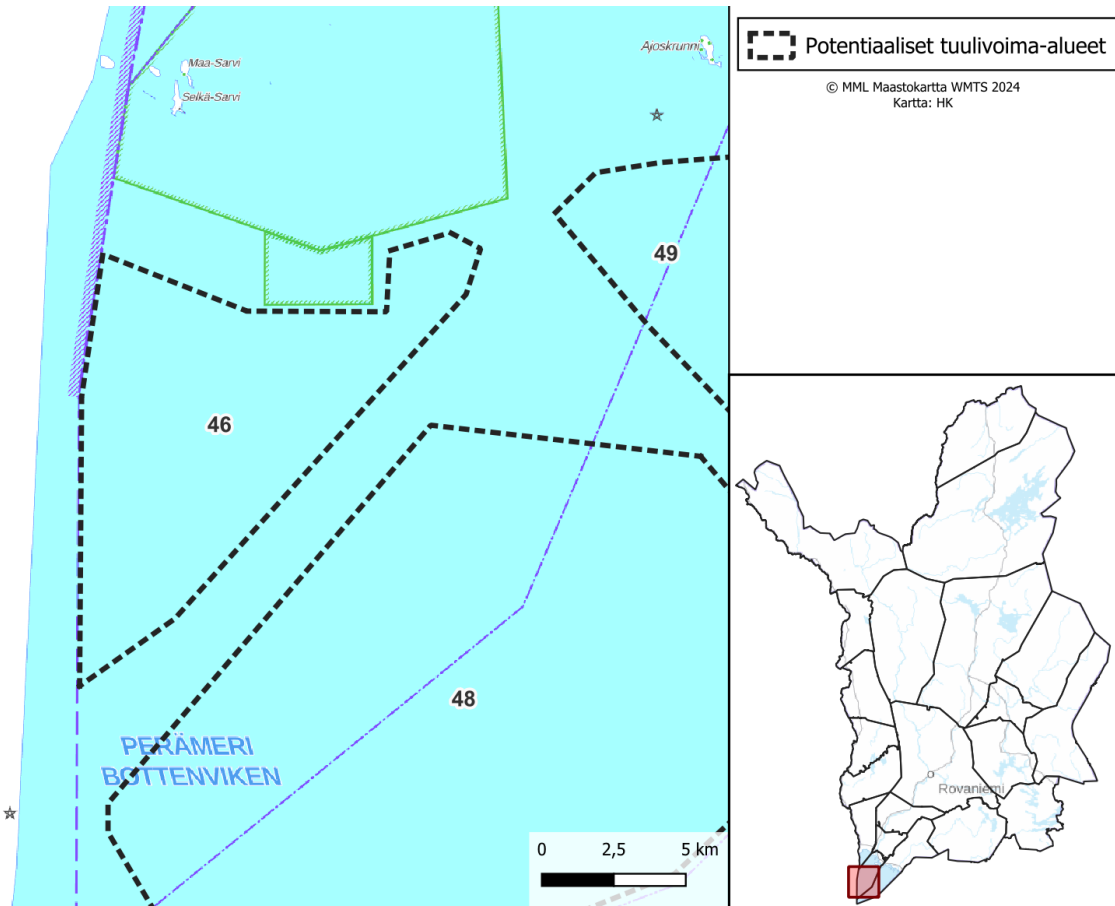 Maa-Sarvi
Selkä-Sarvi
Ajoskrunni
49
46
48
PERÄMERI
BOTTENVIKEN
0 2,5 5 km
Potentiaaliset tuulivoima-alueet
© MML Maastokartta WMTS 2024
Kartta: HK
Rovaniemi